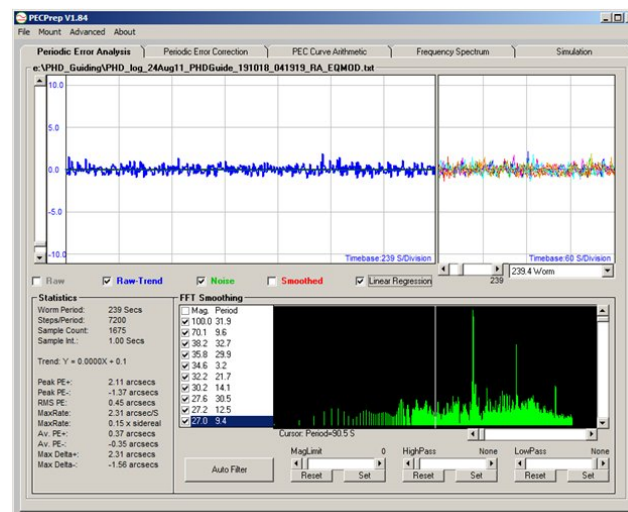 PECPrep V1.84
File Mount Advanced About
Periodic Error Analysis Periodic Error Correction PEC Curve Arithmetic Frequency Spectrum Simulation
e:\PHD_Guiding\PHD_log_24Aug11_PHDGuide_191018_041919_RA_EQMOD.txt
10.0
5.0
0.0
-5.0
-10.0
Timebase:239 S/Division
Timebase:60 S/Division
Raw Raw-Trend Noise Smoothed Linear Regression
239
239.4 Worm
Statistics
Worm Period: 239 Secs
Steps/Period: 7200
Sample Count: 1675
Sample Int.: 1.00 Secs
Trend: Y = 0.0000X + 0.1
Peak PE+: 2.11 arcsecs
Peak PE-: -1.37 arcsecs
RMS PE: 0.45 arcsecs
MaxRate: 2.31 arcsec/S
MaxRate: 0.15 x sidereal
Av. PE+: 0.37 arcsecs
Av. PE-: -0.35 arcsecs
Max Delta+: 2.31 arcsecs
Max Delta-: -1.56 arcsecs
FFT Smoothing
Mag. Period
100.0 31.9
70.1 9.6
38.2 32.7
35.8 29.9
34.6 3.2
32.2 21.7
30.2 14.1
27.6 30.5
27.2 12.5
27.0 9.4
Cursor: Period=90.5 S
Auto Filter
MagLimit 0
Reset Set
HighPass None
Reset Set
LowPass None
Reset Set